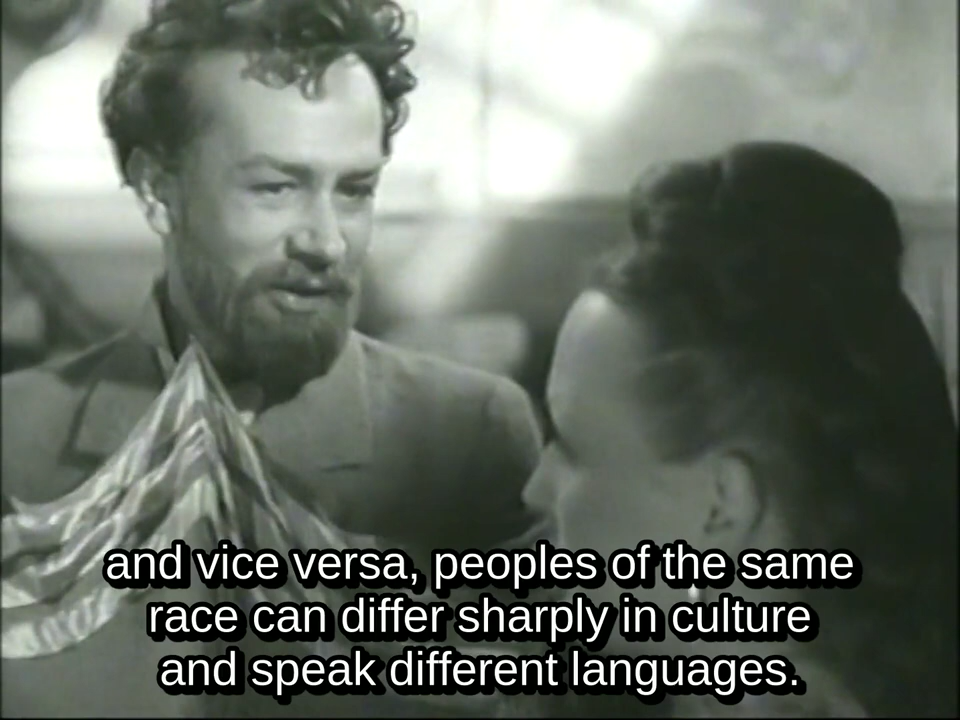 and vice versa, peoples of the same
race can differ sharply in culture
and speak different languages.